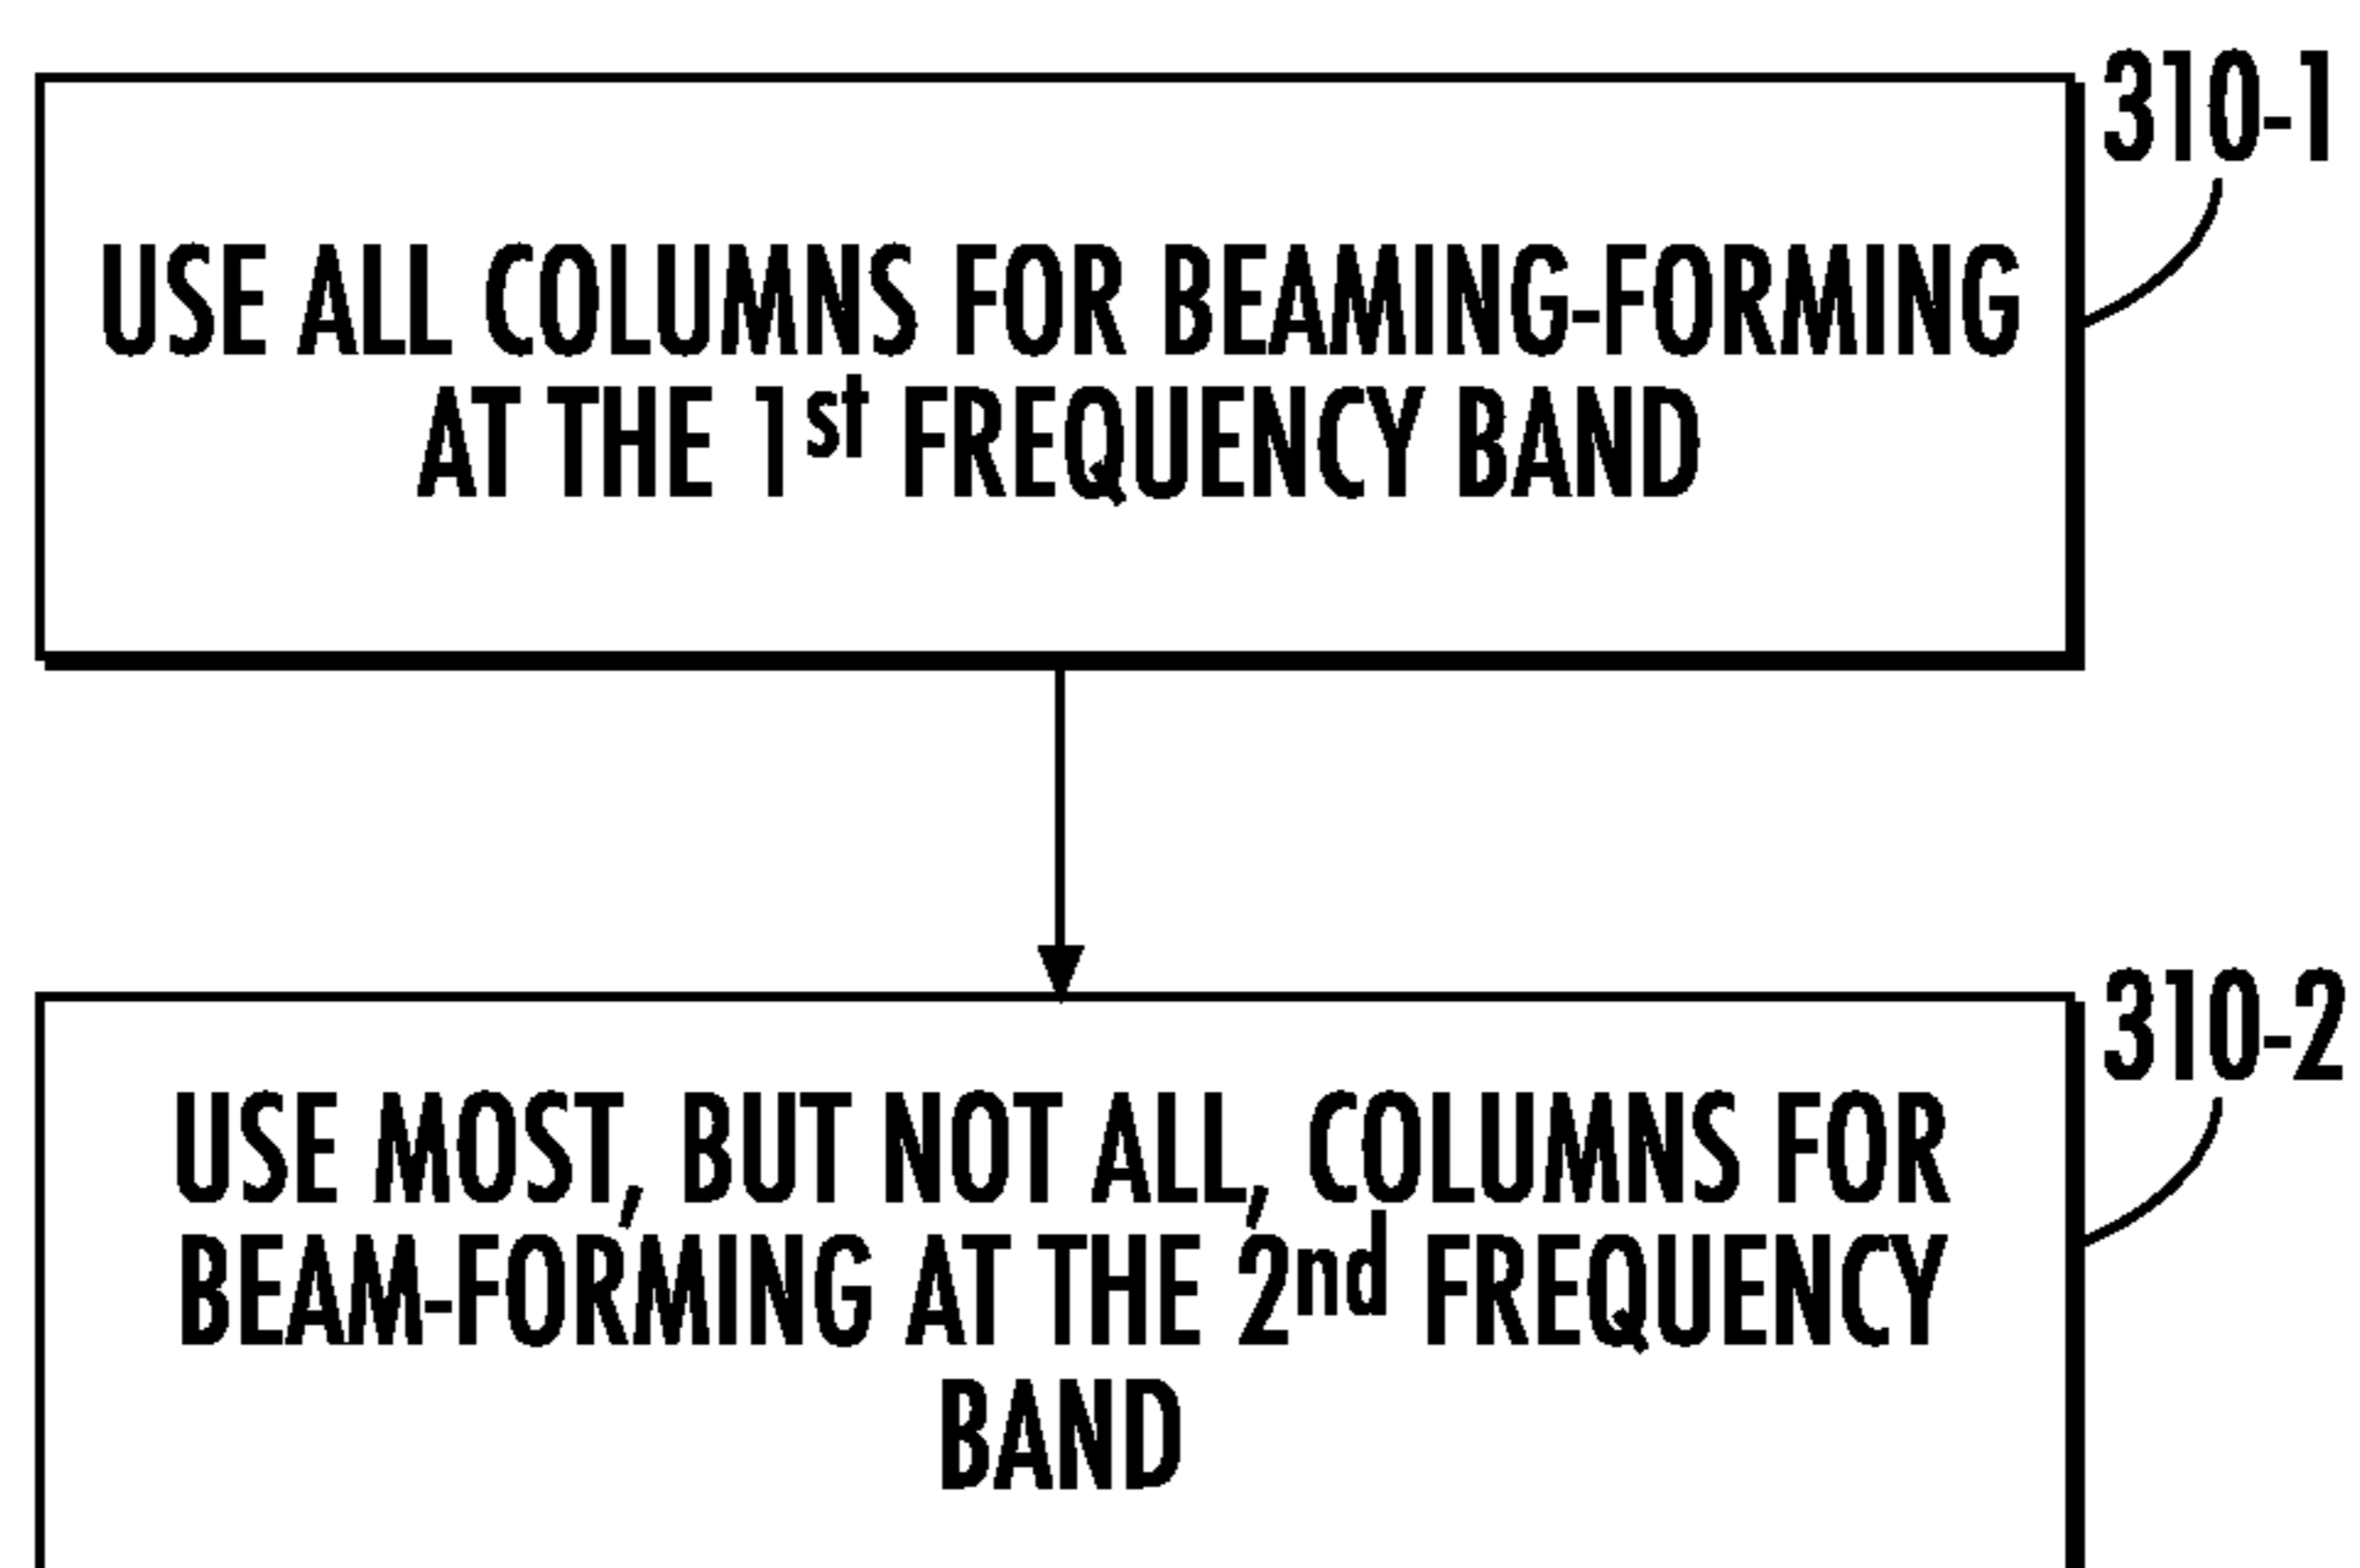 310-1
USE ALL COLUMNS FOR BEAMING-FORMING
AT THE 1st FREQUENCY BAND
310-2
USE MOST, BUT NOT ALL, COLUMNS FOR
BEAM-FORMING AT THE 2nd FREQUENCY
BAND